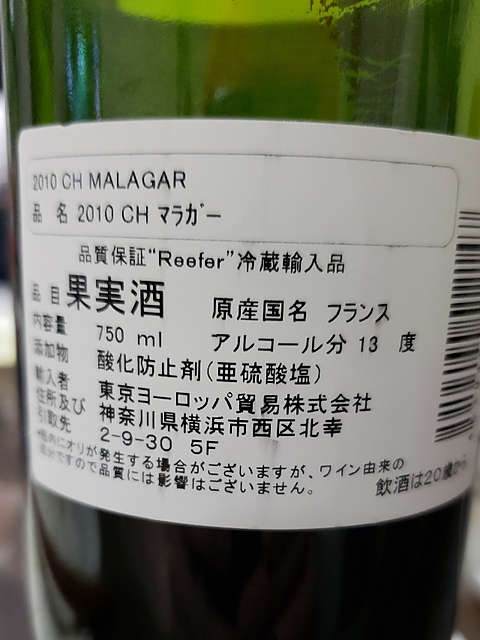 2010 CH MALAGAR
品 名 2010 CH マラガー
品質保証“Reefer”冷蔵輸入品
品 目 果実酒 原産国名 フランス
内容量 750 ml アルコール分 13 度
添加物 酸化防止剤(亜硫酸塩)
輸入者 東京ヨーロッパ貿易株式会社
住所及び 神奈川県横浜市西区北幸
引取先 2-9-30 5F
内にオリが発生する場合がございますが、ワイン由来の
成分ですので品質には影響はございません。
飲酒は20歳から